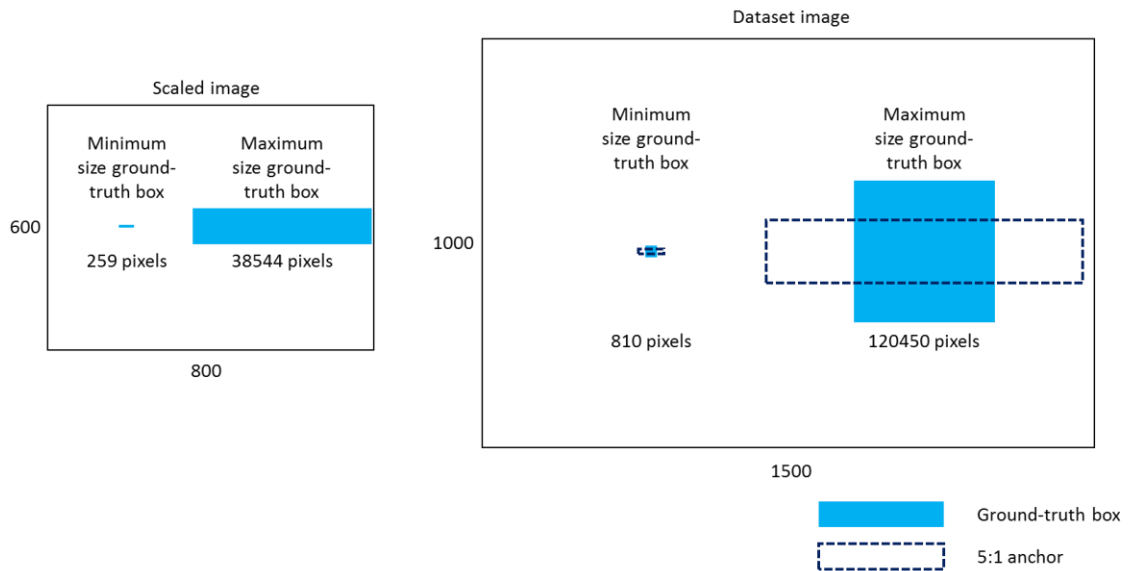 Scaled image
Minimum
size ground-
truth box
Maximum
size ground-
truth box
600
259 pixels
38544 pixels
800
Dataset image
Minimum
size ground-
truth box
Maximum
size ground-
truth box
1000
810 pixels
120450 pixels
1500
Ground-truth box
5:1 anchor